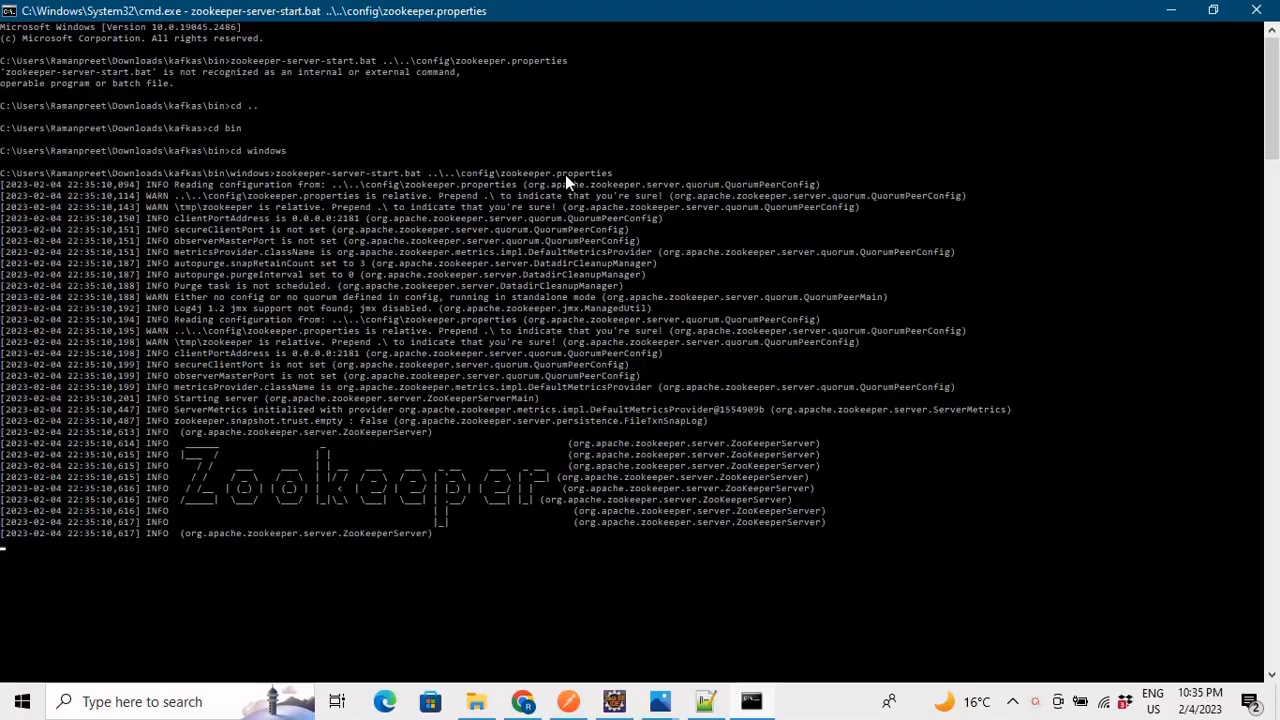 C:\Windows\System32\cmd.exe - zookeeper-server-start.bat ..\..\config\zookeeper.properties
Microsoft Windows [Version 10.0.19045.2486]
(c) Microsoft Corporation. All rights reserved.
C:\Users\Ramanpreet\Downloads\kafkas\bin>zookeeper-server-start.bat ..\..\config\zookeeper.properties
'zookeeper-server-start.bat' is not recognized as an internal or external command,
operable program or batch file.
C:\Users\Ramanpreet\Downloads\kafkas\bin>cd ..
C:\Users\Ramanpreet\Downloads\kafkas>cd bin
C:\Users\Ramanpreet\Downloads\kafkas\bin>cd windows
C:\Users\Ramanpreet\Downloads\kafkas\bin\windows>zookeeper-server-start.bat ..\..\config\zookeeper.properties
[2023-02-04 22:35:10,094] INFO Reading configuration from: ..\..\config\zookeeper.properties (org.apache.zookeeper.server.quorum.QuorumPeerConfig)
[2023-02-04 22:35:10,114] WARN ..\..\config\zookeeper.properties is relative. Prepend .\ to indicate that you're sure! (org.apache.zookeeper.server.quorum.QuorumPeerConfig)
[2023-02-04 22:35:10,143] WARN \tmp\zookeeper is relative. Prepend .\ to indicate that you're sure! (org.apache.zookeeper.server.quorum.QuorumPeerConfig)
[2023-02-04 22:35:10,151] INFO clientPortAddress is 0.0.0.0:2181 (org.apache.zookeeper.server.quorum.QuorumPeerConfig)
[2023-02-04 22:35:10,151] INFO secureClientPort is not set (org.apache.zookeeper.server.quorum.QuorumPeerConfig)
[2023-02-04 22:35:10,151] INFO observerMasterPort is not set (org.apache.zookeeper.server.quorum.QuorumPeerConfig)
[2023-02-04 22:35:10,151] INFO metricsProvider.className is org.apache.zookeeper.metrics.impl.DefaultMetricsProvider (org.apache.zookeeper.server.quorum.QuorumPeerConfig)
[2023-02-04 22:35:10,187] INFO autopurge.snapRetainCount set to 3 (org.apache.zookeeper.server.DatadirCleanupManager)
[2023-02-04 22:35:10,187] INFO autopurge.purgeInterval set to 0 (org.apache.zookeeper.server.DatadirCleanupManager)
[2023-02-04 22:35:10,188] INFO Purge task is not scheduled. (org.apache.zookeeper.server.DatadirCleanupManager)
[2023-02-04 22:35:10,188] WARN Either no config or no quorum defined in config, running in standalone mode (org.apache.zookeeper.server.quorum.QuorumPeerMain)
[2023-02-04 22:35:10,195] INFO Log4j 1.2 jmx support not found; jmx disabled. (org.apache.zookeeper.jmx.ManagedUtil)
[2023-02-04 22:35:10,195] INFO Reading configuration from: ..\..\config\zookeeper.properties (org.apache.zookeeper.server.quorum.QuorumPeerConfig)
[2023-02-04 22:35:10,195] WARN ..\..\config\zookeeper.properties is relative. Prepend .\ to indicate that you're sure! (org.apache.zookeeper.server.quorum.QuorumPeerConfig)
[2023-02-04 22:35:10,198] WARN \tmp\zookeeper is relative. Prepend .\ to indicate that you're sure! (org.apache.zookeeper.server.quorum.QuorumPeerConfig)
[2023-02-04 22:35:10,198] INFO clientPortAddress is 0.0.0.0:2181 (org.apache.zookeeper.server.quorum.QuorumPeerConfig)
[2023-02-04 22:35:10,199] INFO secureClientPort is not set (org.apache.zookeeper.server.quorum.QuorumPeerConfig)
[2023-02-04 22:35:10,199] INFO observerMasterPort is not set (org.apache.zookeeper.server.quorum.QuorumPeerConfig)
[2023-02-04 22:35:10,199] INFO metricsProvider.className is org.apache.zookeeper.metrics.impl.DefaultMetricsProvider (org.apache.zookeeper.server.quorum.QuorumPeerConfig)
[2023-02-04 22:35:10,201] INFO Starting server (org.apache.zookeeper.server.ZooKeeperServerMain)
[2023-02-04 22:35:10,447] INFO ServerMetrics initialized with provider org.apache.zookeeper.metrics.impl.DefaultMetricsProvider@1554909b (org.apache.zookeeper.server.ServerMetrics)
[2023-02-04 22:35:10,487] INFO zookeeper.snapshot.trust.empty : false (org.apache.zookeeper.server.persistence.FileTxnSnapLog)
[2023-02-04 22:35:10,613] INFO (org.apache.zookeeper.server.ZooKeeperServer)
[2023-02-04 22:35:10,614] INFO (org.apache.zookeeper.server.ZooKeeperServer)
[2023-02-04 22:35:10,615] INFO (org.apache.zookeeper.server.ZooKeeperServer)
[2023-02-04 22:35:10,615] INFO (org.apache.zookeeper.server.ZooKeeperServer)
[2023-02-04 22:35:10,615] INFO (org.apache.zookeeper.server.ZooKeeperServer)
[2023-02-04 22:35:10,616] INFO (org.apache.zookeeper.server.ZooKeeperServer)
[2023-02-04 22:35:10,616] INFO (org.apache.zookeeper.server.ZooKeeperServer)
[2023-02-04 22:35:10,616] INFO (org.apache.zookeeper.server.ZooKeeperServer)
[2023-02-04 22:35:10,617] INFO (org.apache.zookeeper.server.ZooKeeperServer)
[2023-02-04 22:35:10,617] INFO (org.apache.zookeeper.server.ZooKeeperServer)
Zookeeper
Type here to search
16°C
ENG
US
10:35 PM
2/4/2023
2